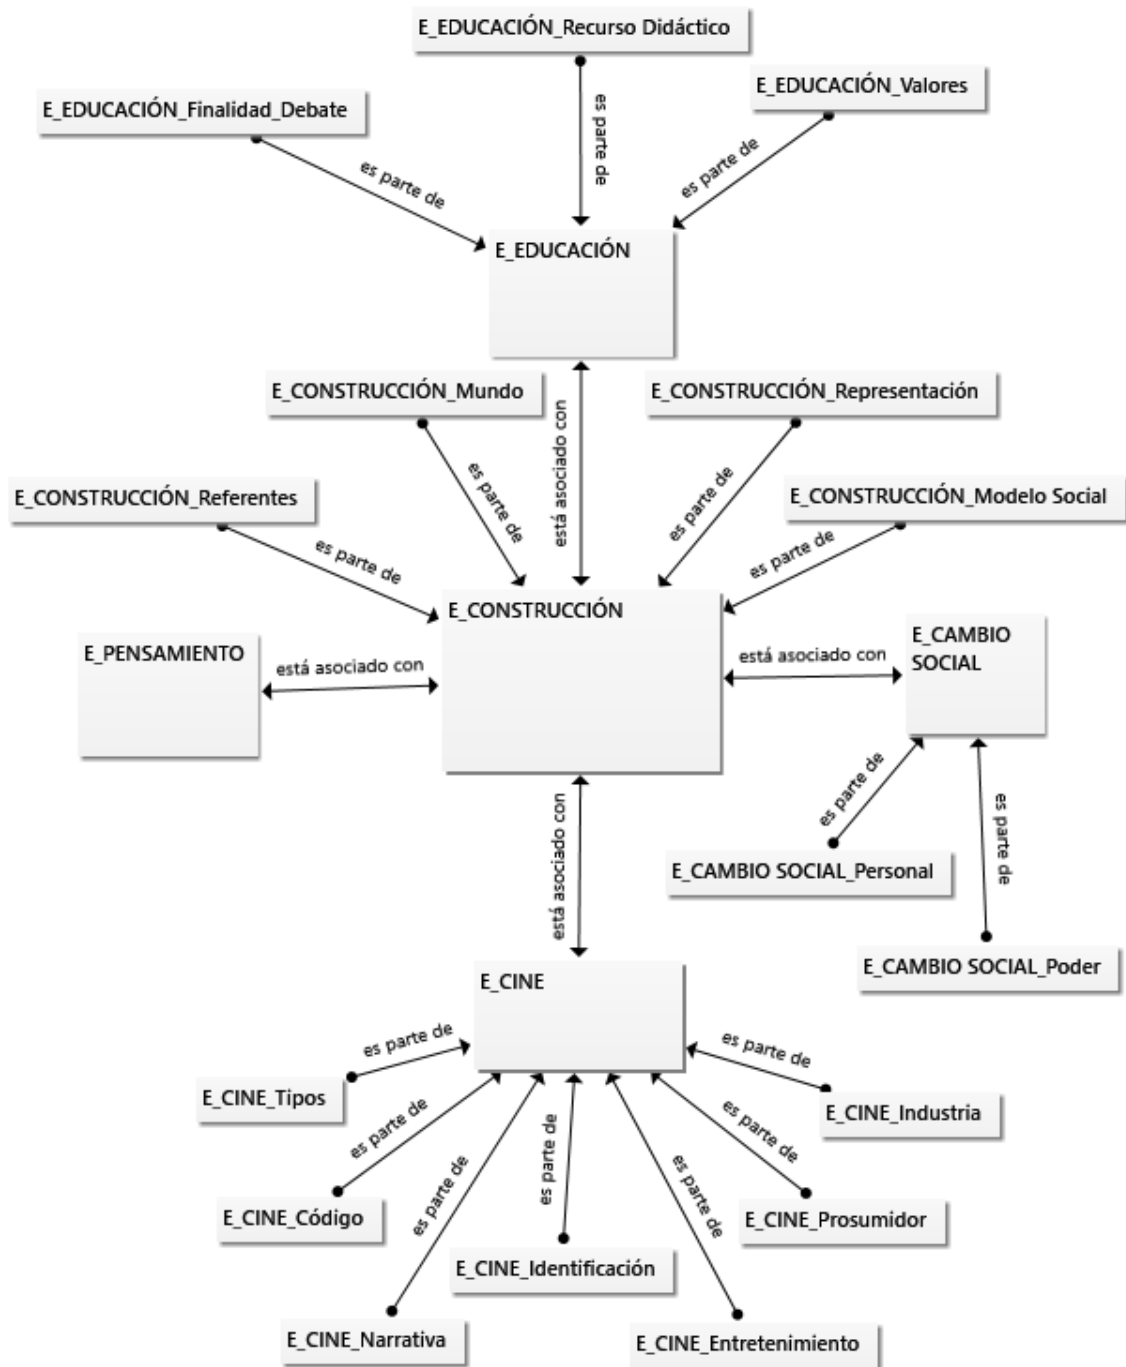 E_EDUCACIÓN_Recurso Didáctico
E_EDUCACIÓN_Valores
E_EDUCACIÓN_Finalidad_Debate
es parte de
es parte de
es parte de
E_EDUCACIÓN
E_CONSTRUCCIÓN_Mundo
E_CONSTRUCCIÓN_Representación
está asociado con
E_CONSTRUCCIÓN_Referentes
E_CONSTRUCCIÓN_Modelo Social
es parte de
es parte de
es parte de
es parte de
E_CONSTRUCCIÓN
E_PENSAMIENTO
E_CAMBIO
SOCIAL
está asociado con
está asociado con
es parte de
es parte de
está asociado con
E_CAMBIO SOCIAL_Personal
E_CAMBIO SOCIAL_Poder
E_CINE
es parte de
es parte de
E_CINE_Tipos
E_CINE_Industria
es parte de
es parte de
es parte de
es parte de
es parte de
E_CINE_Código
E_CINE_Prosumidor
E_CINE_Identificación
E_CINE_Narrativa
E_CINE_Entretenimiento